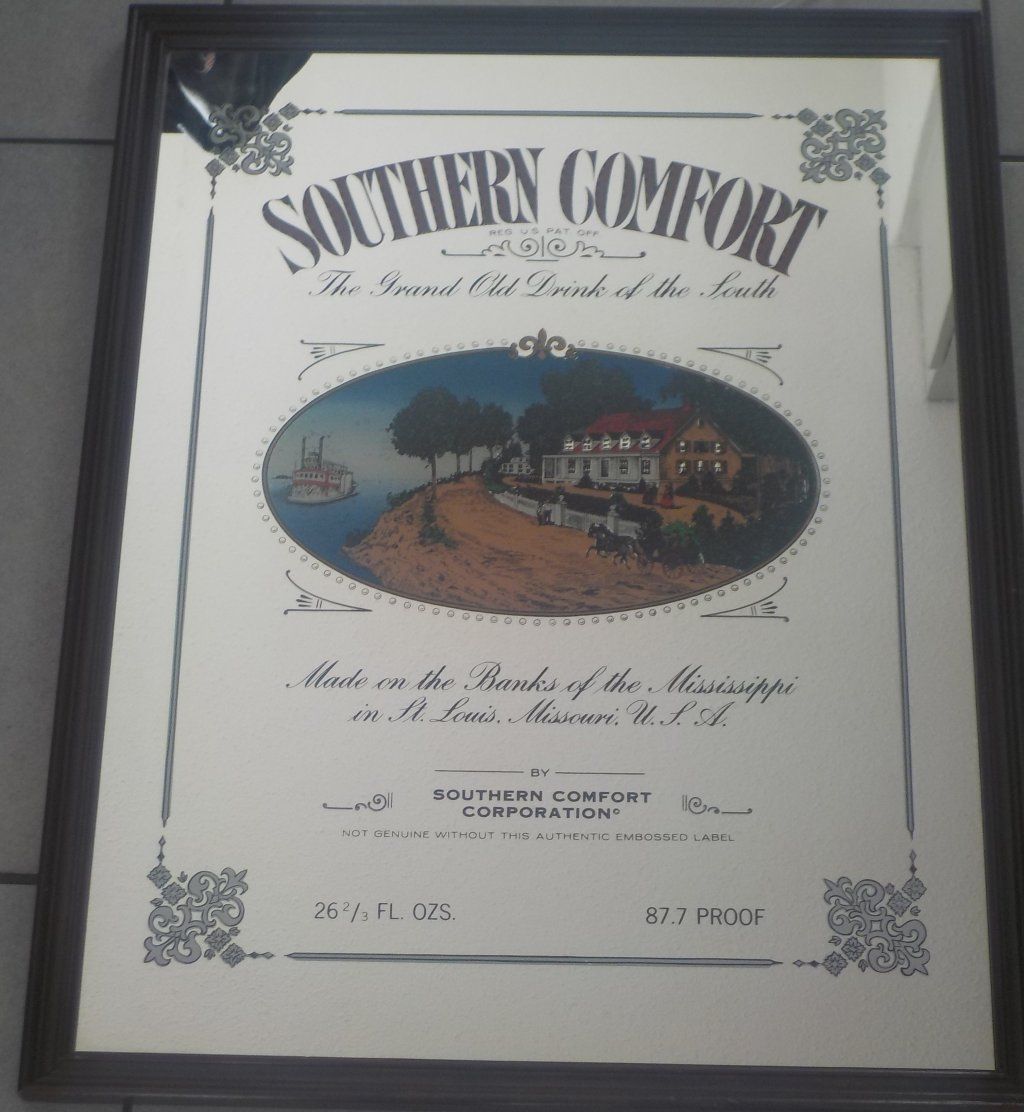 SOUTHERN COMFORT
REG. U.S. PAT. OFF.
The Grand Old Drink of the South
Made on the Banks of the Mississippi
in St. Louis, Missouri, U.S.A.
BY
SOUTHERN COMFORT
CORPORATION©
NOT GENUINE WITHOUT THIS AUTHENTIC EMBOSSED LABEL
26 2/3 FL. OZS.
87.7 PROOF